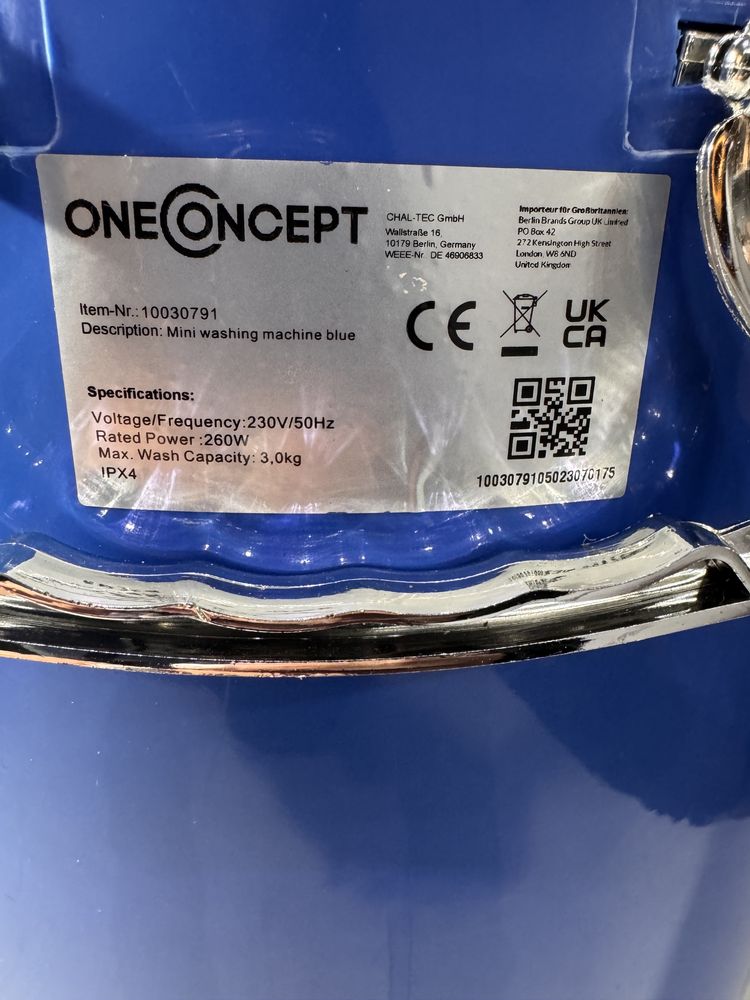 ONECONCEPT
CHAL-TEC GmbH
Wallstraße 16,
10179 Berlin, Germany
WEEE-Nr. DE 46906833
Importeur für Großbritannien:
Berlin Brands Group UK Limited
PO Box 42
272 Kensington High Street
London, W8 6ND
United Kingdom
Item-Nr.:10030791
Description: Mini washing machine blue
CE
UK
CA
Specifications:
Voltage/Frequency:230V/50Hz
Rated Power :260W
Max. Wash Capacity: 3,0kg
IPX4
1003079105023070175